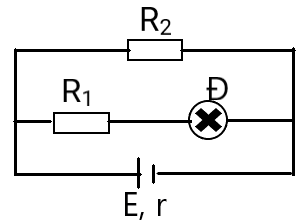 R₂
R₁ Đ
E, r